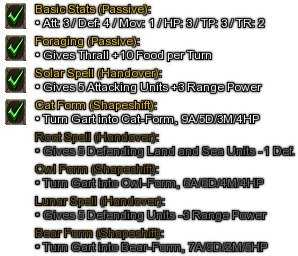 Basic Stats (Passive):
• Att: 3 / Def: 4 / Mov: 1 / HP: 3 / TP: 3 / TR: 2
Foraging (Passive):
• Gives Thrall +10 Food per Turn
Solar Spell (Handover):
• Gives 5 Attacking Units +3 Range Power
Cat Form (Shapeshift):
• Turn Gart into Cat-Form, 9A/5D/3M/4HP
Root Spell (Handover):
• Gives 5 Defending Land and Sea Units -1 Def.
Owl Form (Shapeshift):
• Turn Gart into Owl-Form, 6A/6D/4M/4HP
Lunar Spell (Handover):
• Gives 5 Defending Units -3 Range Power
Bear Form (Shapeshift):
• Turn Gart into Bear-Form, 7A/9D/2M/6HP